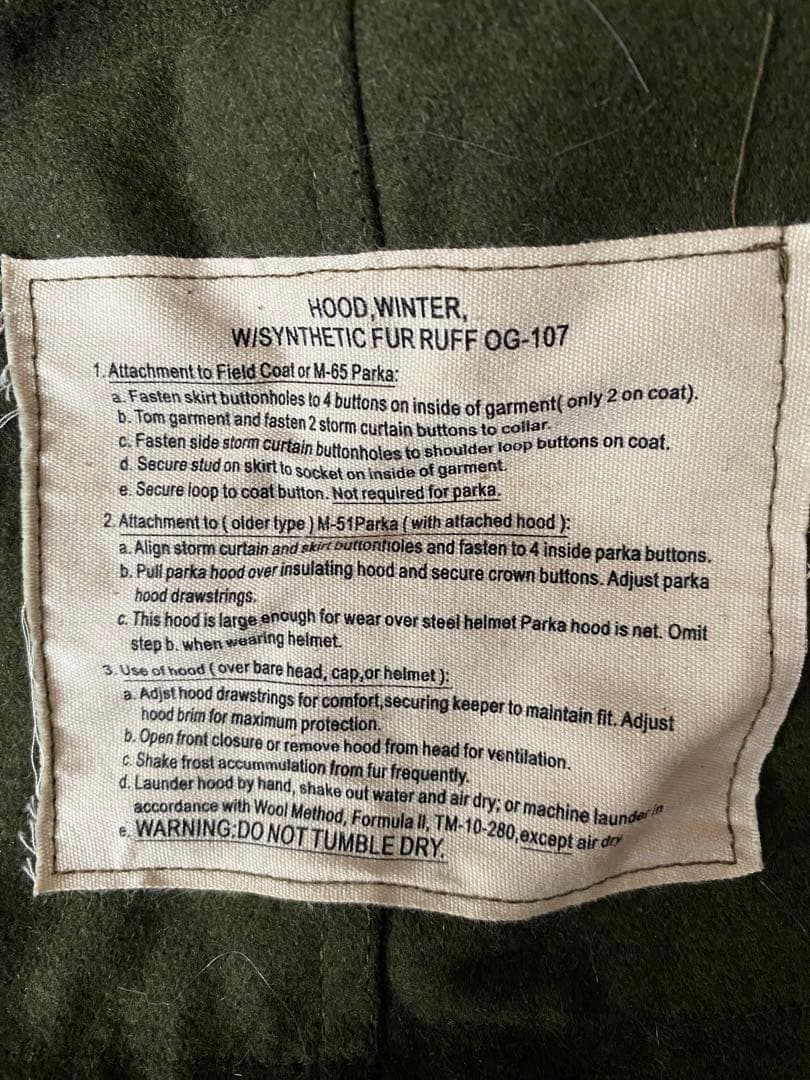 HOOD,WINTER,
W/SYNTHETIC FUR RUFF OG-107
1. Attachment to Field Coat or M-65 Parka:
a. Fasten skirt buttonholes to 4 buttons on inside of garment( only 2 on coat).
b. Tom garment and fasten 2 storm curtain buttons to collar.
c. Fasten side storm curtain buttonholes to shoulder loop buttons on coat.
d. Secure stud on skirt to socket on inside of garment.
e. Secure loop to coat button. Not required for parka.
2. Attachment to ( older type ) M-51Parka ( with attached hood ):
a. Align storm curtain and skirt buttonholes and fasten to 4 inside parka buttons.
b. Pull parka hood over insulating hood and secure crown buttons. Adjust parka
hood drawstrings.
c. This hood is large enough for wear over steel helmet Parka hood is net. Omit
step b. when wearing helmet.
3. Use of hood ( over bare head, cap,or helmet ):
a. Adjst hood drawstrings for comfort,securing keeper to maintain fit. Adjust
hood brim for maximum protection.
b. Open front closure or remove hood from head for ventilation.
c. Shake frost accummutation from fur frequently.
d. Launder hood by hand, shake out water and air dry; or machine launder in
accordance with Wool Method, Formula II, TM-10-280,except air dry
e. WARNING:DO NOT TUMBLE DRY.